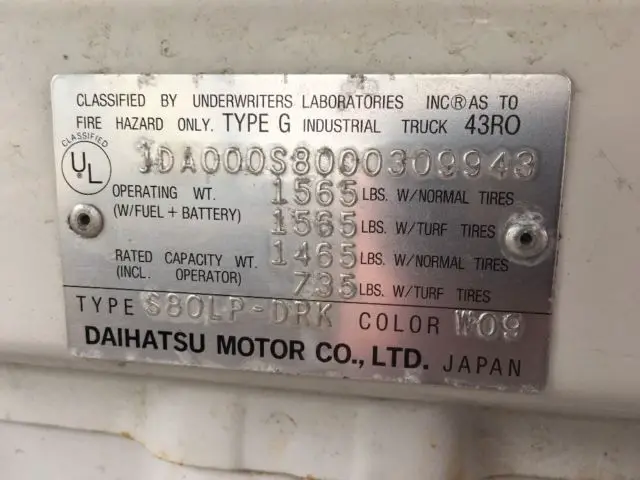 CLASSIFIED BY UNDERWRITERS LABORATORIES INC® AS TO
FIRE HAZARD ONLY. TYPE G INDUSTRIAL TRUCK 43RO
CLASSIFIED
UL
JDA000S8000309943
OPERATING WT. 1565 LBS. W/NORMAL TIRES
(W/FUEL + BATTERY) 1565 LBS. W/TURF TIRES
RATED CAPACITY WT. 1465 LBS. W/NORMAL TIRES
(INCL. OPERATOR) 735 LBS. W/TURF TIRES
TYPE S80LP-DRK COLOR W09
DAIHATSU MOTOR CO., LTD. JAPAN